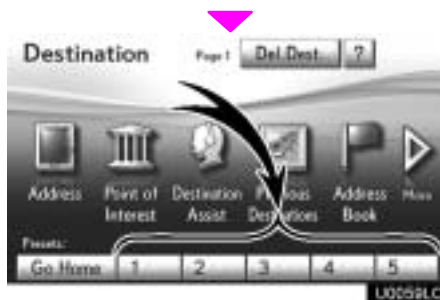 Destination Page 1 Del.Dest. ?
Address Point of Interest Destination Assist Previous Destinations Address Book More
Presets:
Go Home 1 2 3 4 5
U0059LC